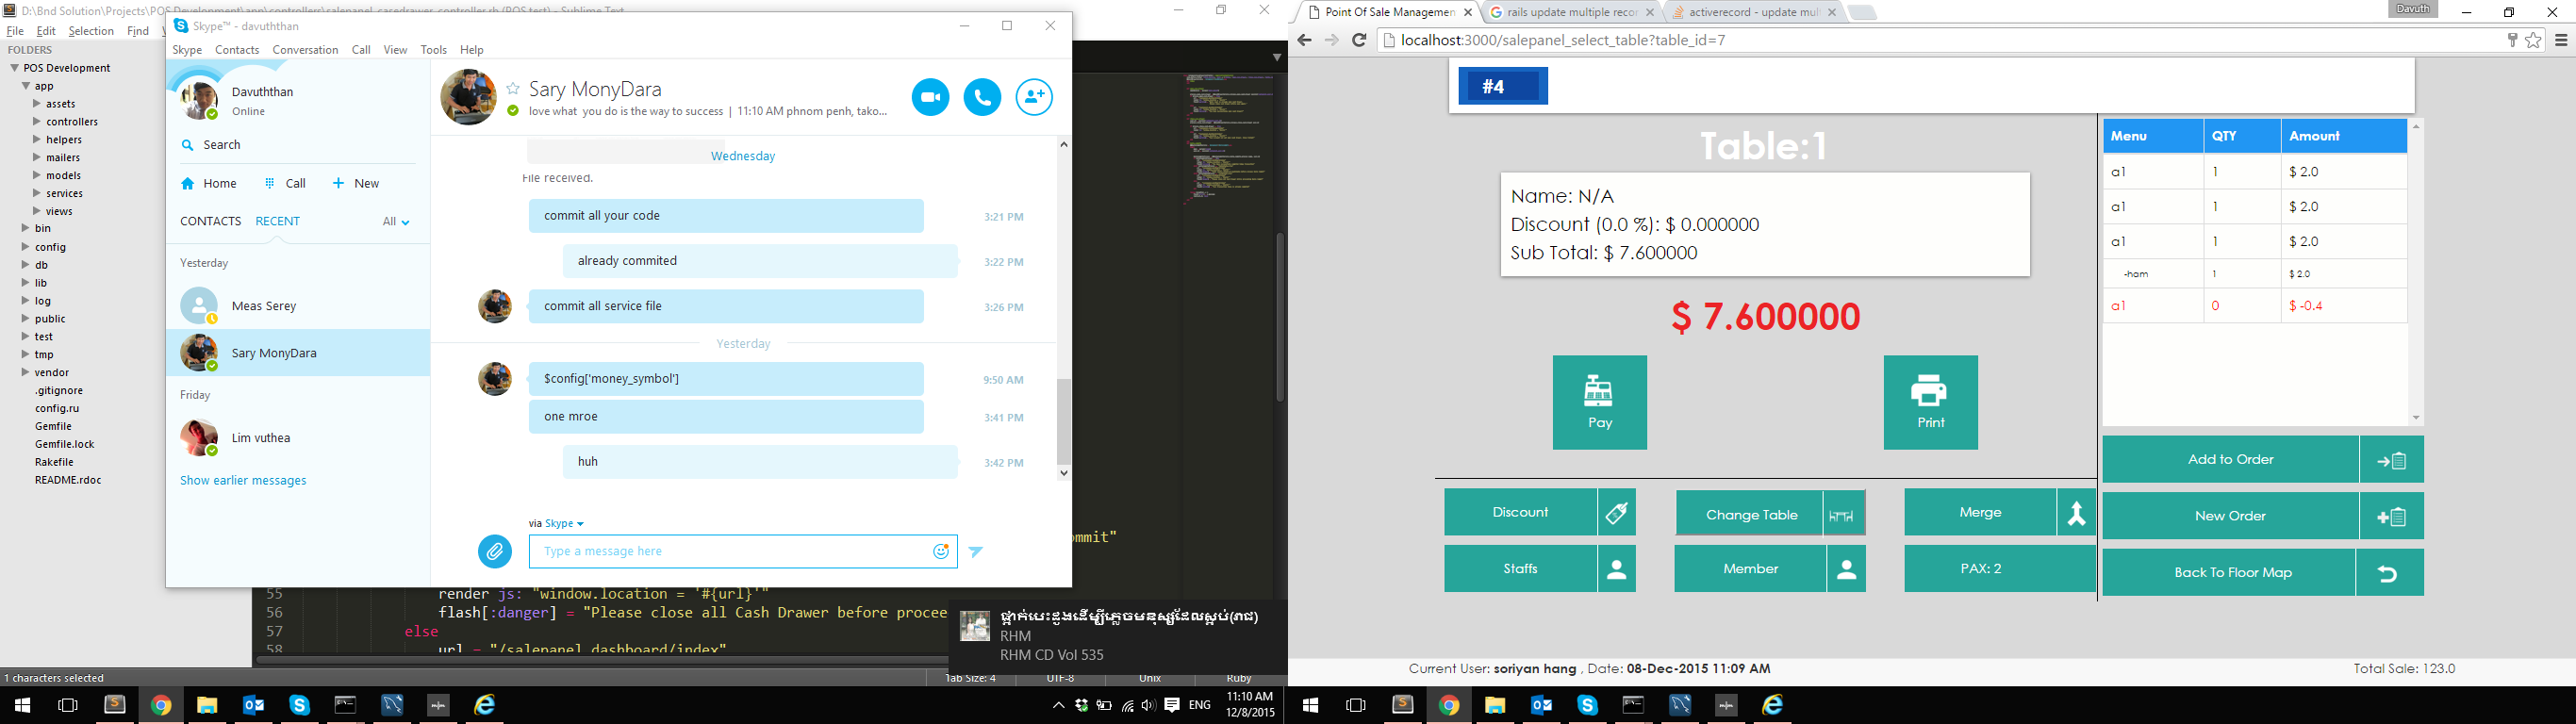 D:\Bnd Solution\Projects\POS Development\app\controllers\salepanel_casedrawer_controller.rb (POS test) - Sublime Text
File Edit Selection Find
FOLDERS
POS Development
app
assets
controllers
helpers
mailers
models
services
views
bin
config
db
lib
log
public
test
tmp
vendor
.gitignore
config.ru
Gemfile
Gemfile.lock
Rakefile
README.rdoc
Skype™ - davuththan
Skype Contacts Conversation Call View Tools Help
Davuththan
Online
Search
Home Call New
CONTACTS RECENT All
Yesterday
Meas Serey
Sary MonyDara
Friday
Lim vuthea
Show earlier messages
Sary MonyDara
love what you do is the way to success | 11:10 AM phnom penh, tako...
Wednesday
File received.
commit all your code 3:21 PM
already commited 3:22 PM
commit all service file 3:26 PM
Yesterday
$config['money_symbol'] 9:50 AM
one mroe 3:41 PM
huh 3:42 PM
via Skype
Type a message here
ommit"
55 render js: "window.location = '#{url}'"
56 flash[:danger] = "Please close all Cash Drawer before procee
57 else
58 url = "/salepanel_dashboard/index"
ផ្កាក់បេះដូងដើម្បីភ្លេចមនុស្សដែលស្អប់(រាជ)
RHM
RHM CD Vol 535
1 characters selected Tab Size: 4 UTF-8 Unix Ruby
ENG 11:10 AM
12/8/2015
Point Of Sale Managemen
rails update multiple recor
activerecord - update mul
Davuth
localhost:3000/salepanel_select_table?table_id=7
#4
Table:1
Name: N/A
Discount (0.0 %): $ 0.000000
Sub Total: $ 7.600000
$ 7.600000
Pay
Print
Discount
Change Table
Merge
Staffs
Member
PAX: 2
Menu QTY Amount
a1 1 $ 2.0
a1 1 $ 2.0
a1 1 $ 2.0
-ham 1 $ 2.0
a1 0 $ -0.4
Add to Order
New Order
Back To Floor Map
Current User: soriyan hang , Date: 08-Dec-2015 11:09 AM
Total Sale: 123.0